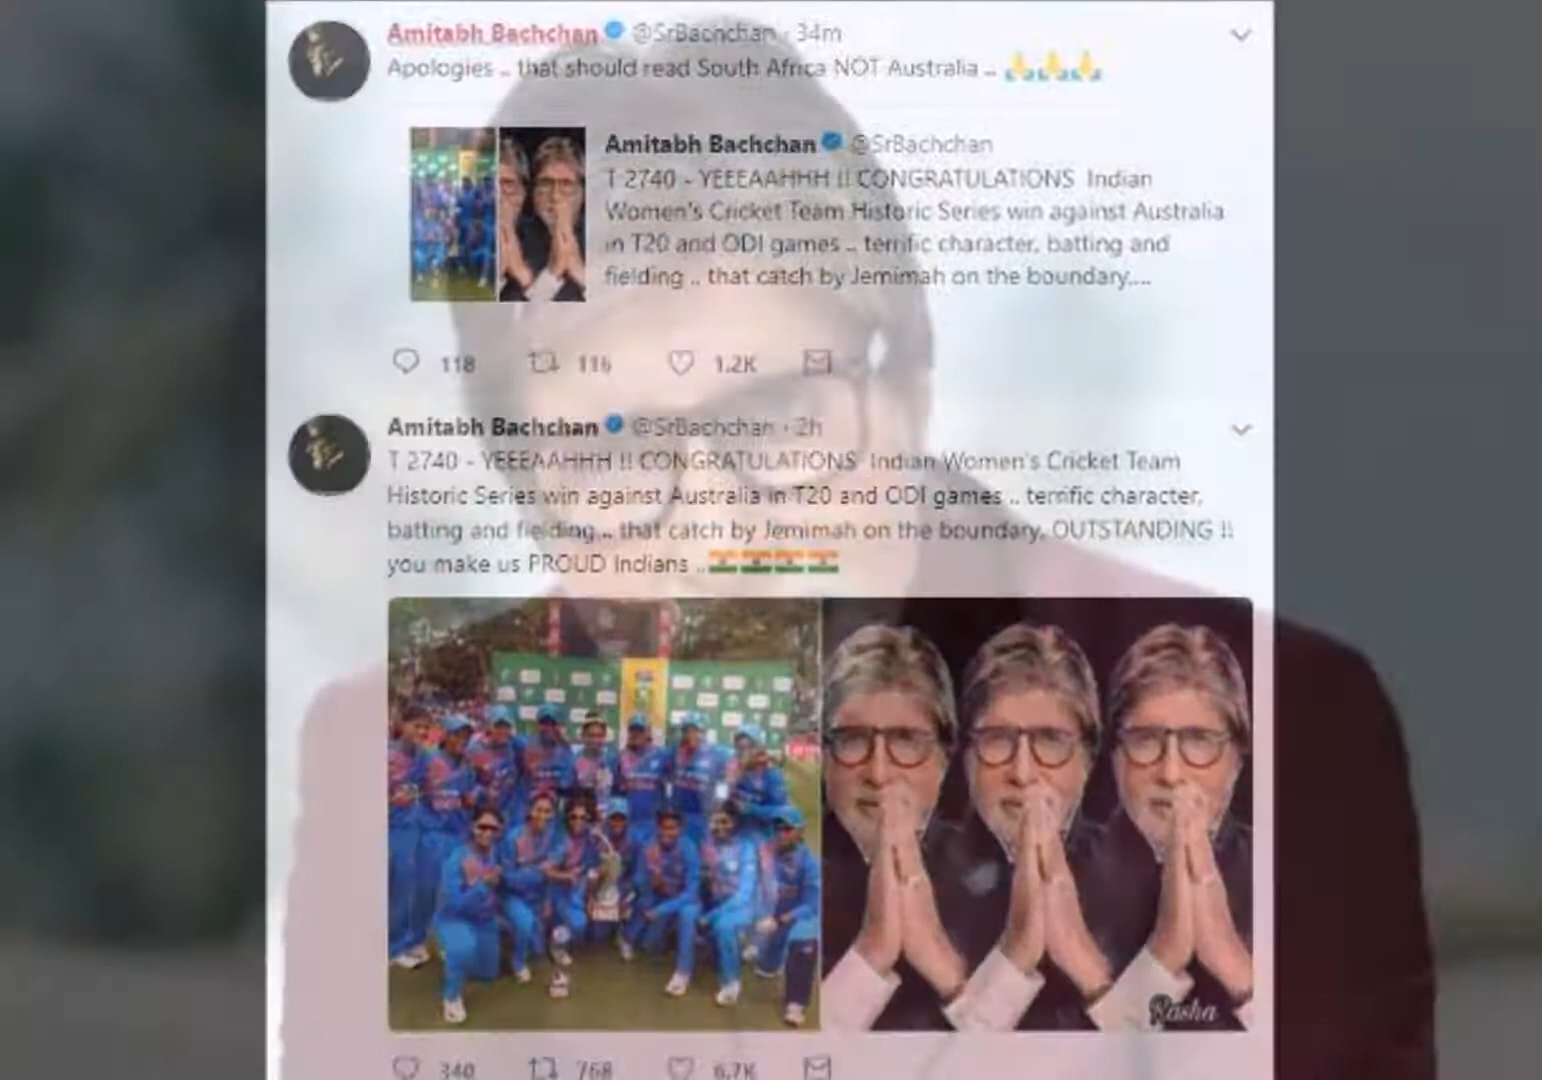 Amitabh Bachchan @SrBachchan · 34m
Apologies .. that should read South Africa NOT Australia ..
Amitabh Bachchan @SrBachchan
T 2740 - YEEEAAHHH !! CONGRATULATIONS Indian
Women's Cricket Team Historic Series win against Australia
in T20 and ODI games .. terrific character, batting and
fielding .. that catch by Jemimah on the boundary....
118 116 1.2K
Amitabh Bachchan @SrBachchan · 2h
T 2740 - YEEEAAHHH !! CONGRATULATIONS Indian Women's Cricket Team
Historic Series win against Australia in T20 and ODI games .. terrific character,
batting and fielding .. that catch by Jemimah on the boundary, OUTSTANDING !!
you make us PROUD Indians ..
Rasha
340 768 6.7K